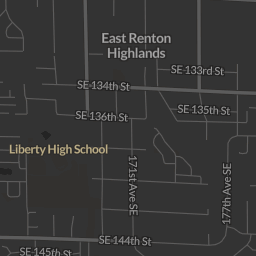 East Renton
Highlands
SE 133rd St
SE 134th St
SE 135th St
SE 136th St
Liberty High School
171st Ave SE
177th Ave SE
SE 144th St
SE 145th St